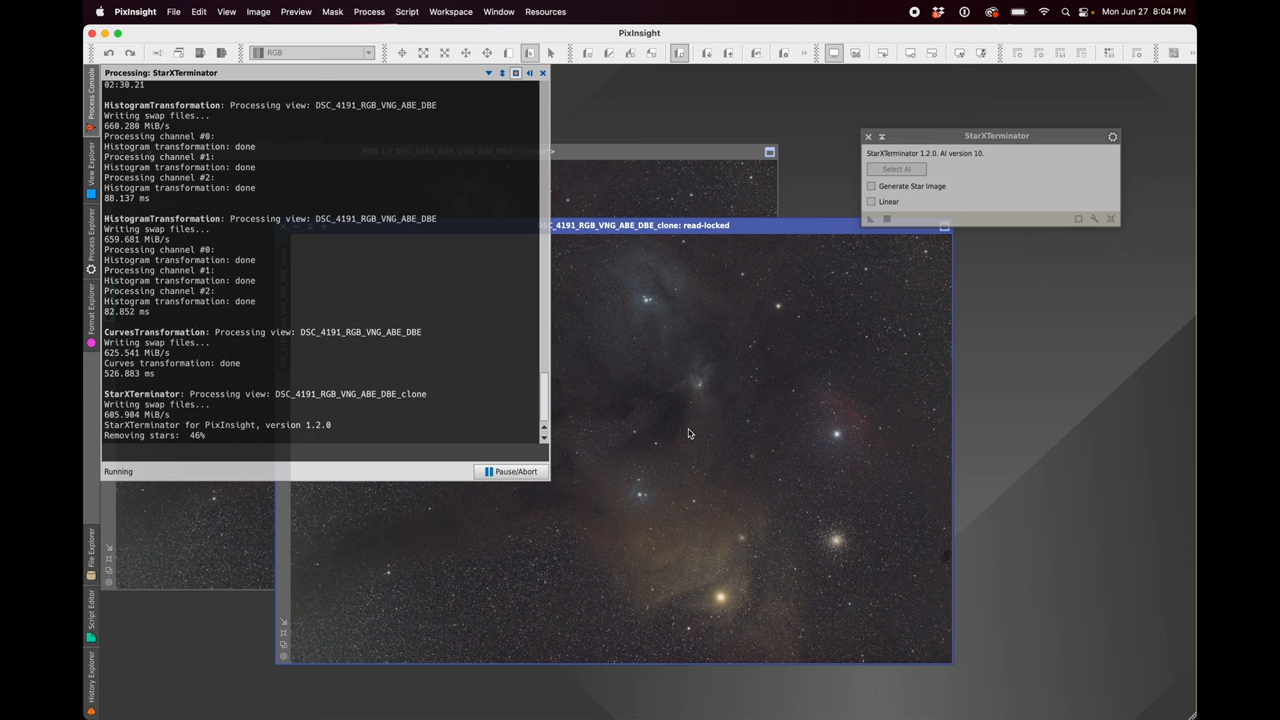 PixInsight File Edit View Image Preview Mask Process Script Workspace Window Resources
Mon Jun 27 8:04 PM
PixInsight
RGB
Processing: StarXTerminator
02:30.21
HistogramTransformation: Processing view: DSC_4191_RGB_VNG_ABE_DBE
Writing swap files...
660.280 MiB/s
Processing channel #0:
Histogram transformation: done
Processing channel #1:
Histogram transformation: done
Processing channel #2:
Histogram transformation: done
88.137 ms
HistogramTransformation: Processing view: DSC_4191_RGB_VNG_ABE_DBE
Writing swap files...
659.681 MiB/s
Processing channel #0:
Histogram transformation: done
Processing channel #1:
Histogram transformation: done
Processing channel #2:
Histogram transformation: done
82.852 ms
CurvesTransformation: Processing view: DSC_4191_RGB_VNG_ABE_DBE
Writing swap files...
625.541 MiB/s
Curves transformation: done
526.883 ms
StarXTerminator: Processing view: DSC_4191_RGB_VNG_ABE_DBE_clone
Writing swap files...
605.904 MiB/s
StarXTerminator for PixInsight, version 1.2.0
Removing stars: 46%
Running
Pause/Abort
Process Console
View Explorer
Process Explorer
Format Explorer
File Explorer
Script Editor
History Explorer
DSC_4191_RGB_VNG_ABE_DBE_clone: read-locked
StarXTerminator
StarXTerminator 1.2.0. AI version 10.
Select AI
Generate Star Image
Linear